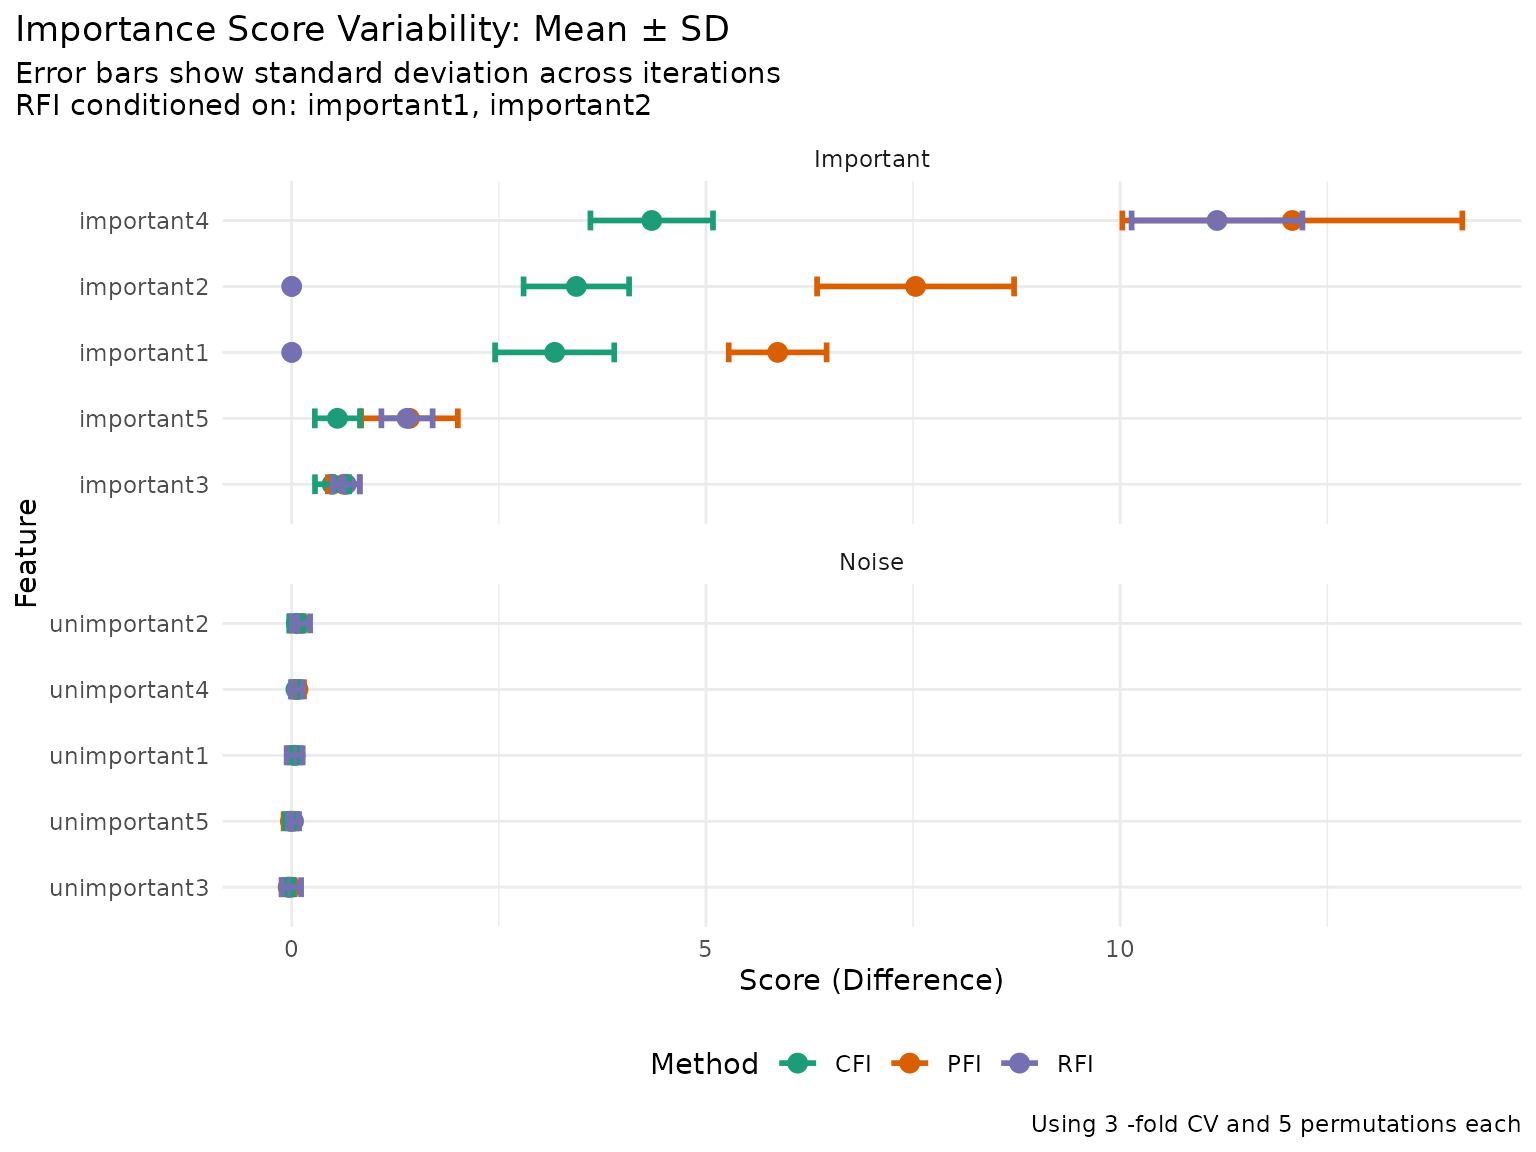 Importance Score Variability: Mean ± SD
Error bars show standard deviation across iterations
RFI conditioned on: important1, important2
Important
important4
important2
important1
important5
important3
Feature
Noise
unimportant2
unimportant4
unimportant1
unimportant5
unimportant3
0 5 10
Score (Difference)
Method CFI PFI RFI
Using 3 -fold CV and 5 permutations each